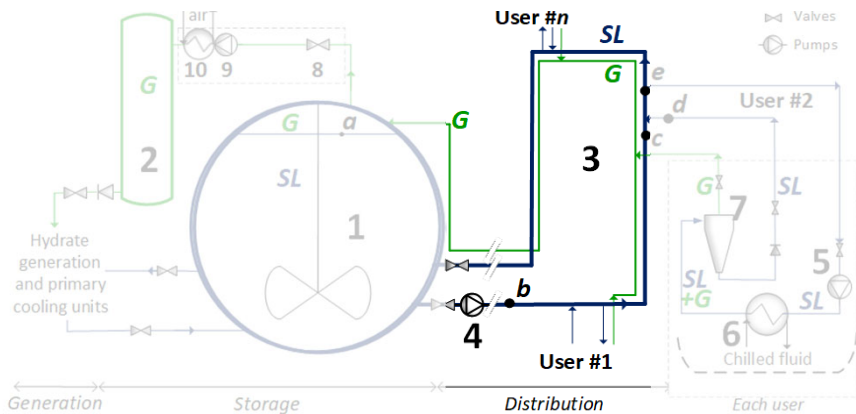 air
User #n
SL
Valves
Pumps
10
9
8
G
G
e
User #2
G
a
G
d
2
3
c
SL
G
SL
7
1
Hydrate
generation
and primary
cooling units
5
b
SL
+G
SL
4
6
User #1
Chilled fluid
Generation
Storage
Distribution
Each user